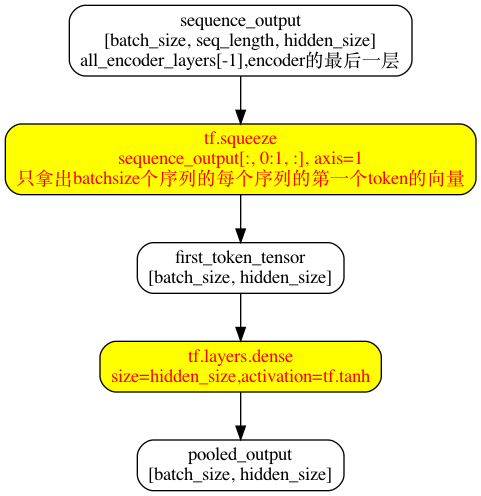 sequence_output
[batch_size, seq_length, hidden_size]
all_encoder_layers[-1],encoder的最后一层
tf.squeeze
sequence_output[:, 0:1, :], axis=1
只拿出batchsize个序列的每个序列的第一个token的向量
first_token_tensor
[batch_size, hidden_size]
tf.layers.dense
size=hidden_size,activation=tf.tanh
pooled_output
[batch_size, hidden_size]